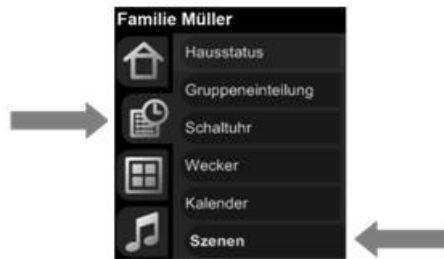 Familie Müller
Hausstatus
Gruppeneinteilung
Schaltuhr
Wecker
Kalender
Szenen